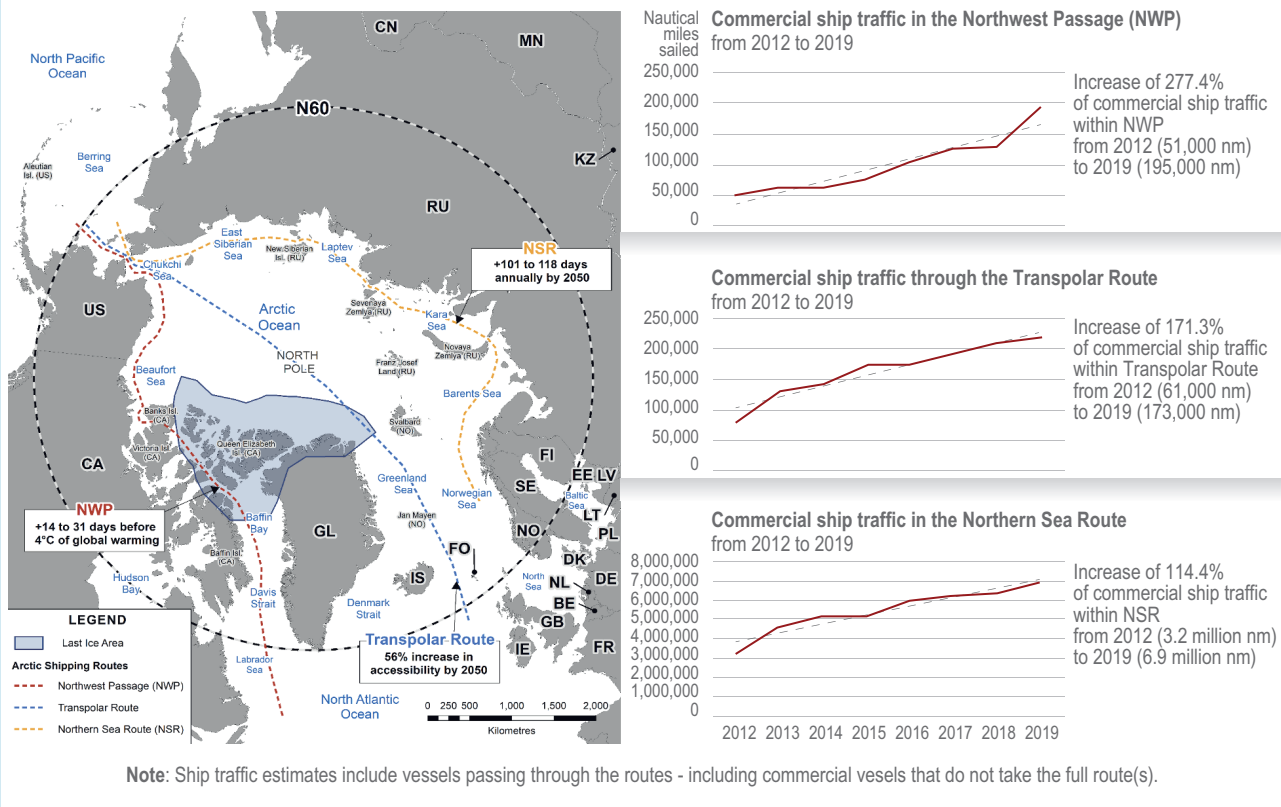 North Pacific
Ocean
CN
MN
N60
KZ
Aleutian
Isl. (US)
Berring
Sea
RU
East
Siberian
Sea
New Siberian
Isl. (RU)
Laptev
Sea
NSR
+101 to 118 days
annually by 2050
Chukchi
Sea
US
Arctic
Ocean
Severnaya
Zemlya (RU)
Kara
Sea
NORTH
POLE
Novaya
Zemlya (RU)
Franz Josef
Land (RU)
Beaufort
Sea
Barents Sea
Banks Isl.
(CA)
Svalbard
(NO)
Victoria Isl.
(CA)
Queen Elizabeth
Isl. (CA)
CA
FI
Greenland
Sea
EE
LV
SE
Norwegian
Sea
Baltic
Sea
NWP
+14 to 31 days before
4°C of global warming
Baffin
Bay
Jan Mayen
(NO)
LT
GL
NO
PL
Baffin Isl.
(CA)
FO
DK
Hudson
Bay
IS
North
Sea
NL
DE
Davis
Strait
Denmark
Strait
BE
GB
Transpolar Route
56% increase in
accessibility by 2050
IE
FR
Labrador
Sea
North Atlantic
Ocean
0 250 500 1,000 1,500 2,000
Kilometres
LEGEND
Last Ice Area
Arctic Shipping Routes
Northwest Passage (NWP)
Transpolar Route
Northern Sea Route (NSR)
Nautical
miles
sailed
Commercial ship traffic in the Northwest Passage (NWP)
from 2012 to 2019
250,000
200,000
150,000
100,000
50,000
0
Increase of 277.4%
of commercial ship traffic
within NWP
from 2012 (51,000 nm)
to 2019 (195,000 nm)
Commercial ship traffic through the Transpolar Route
from 2012 to 2019
250,000
200,000
150,000
100,000
50,000
0
Increase of 171.3%
of commercial ship traffic
within Transpolar Route
from 2012 (61,000 nm)
to 2019 (173,000 nm)
Commercial ship traffic in the Northern Sea Route
from 2012 to 2019
8,000,000
7,000,000
6,000,000
5,000,000
4,000,000
3,000,000
2,000,000
1,000,000
0
2012 2013 2014 2015 2016 2017 2018 2019
Increase of 114.4%
of commercial ship traffic
within NSR
from 2012 (3.2 million nm)
to 2019 (6.9 million nm)
Note: Ship traffic estimates include vessels passing through the routes - including commercial vesels that do not take the full route(s).